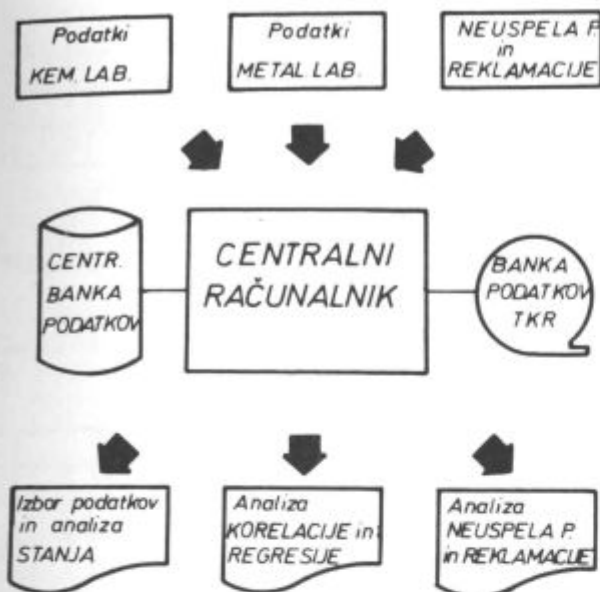 Podatki
KEM. LAB.
Podatki
METAL LAB.
NEUSPELA P.
in
REKLAMACIJE
CENTR.
BANKA
PODATKOV
CENTRALNI
RAČUNALNIK
BANKA
PODATKOV
TKR
Izbor podatkov
in analiza
STANJA
Analiza
KORELACIJE in
REGRESIJE
Analiza
NEUSPELA P.
in REKLAMACIJE